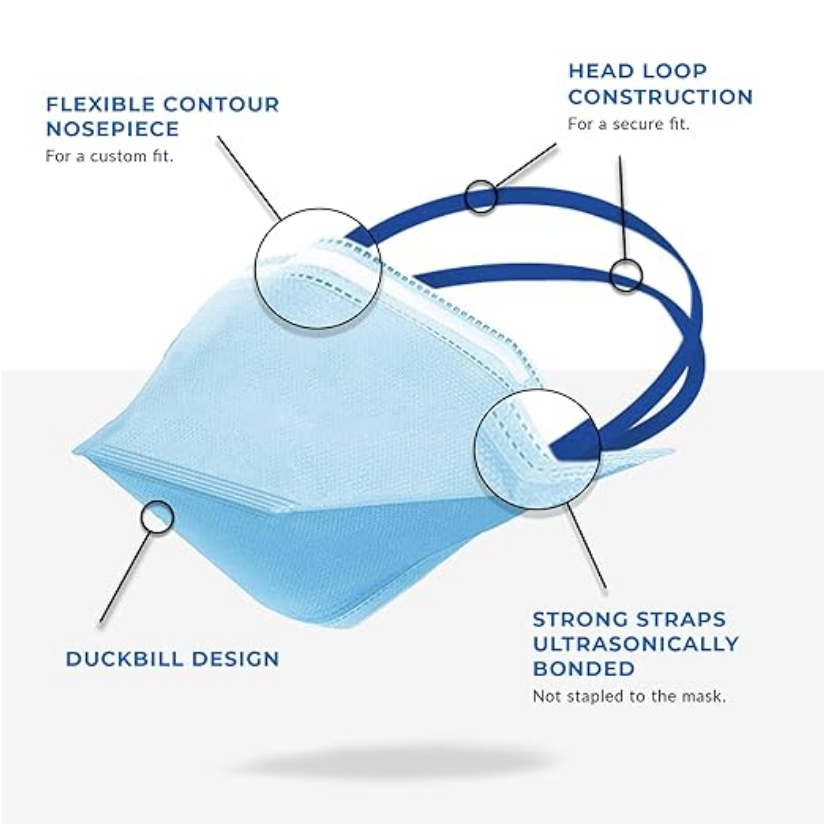 FLEXIBLE CONTOUR
NOSEPIECE
For a custom fit.
HEAD LOOP
CONSTRUCTION
For a secure fit.
DUCKBILL DESIGN
STRONG STRAPS
ULTRASONICALLY
BONDED
Not stapled to the mask.